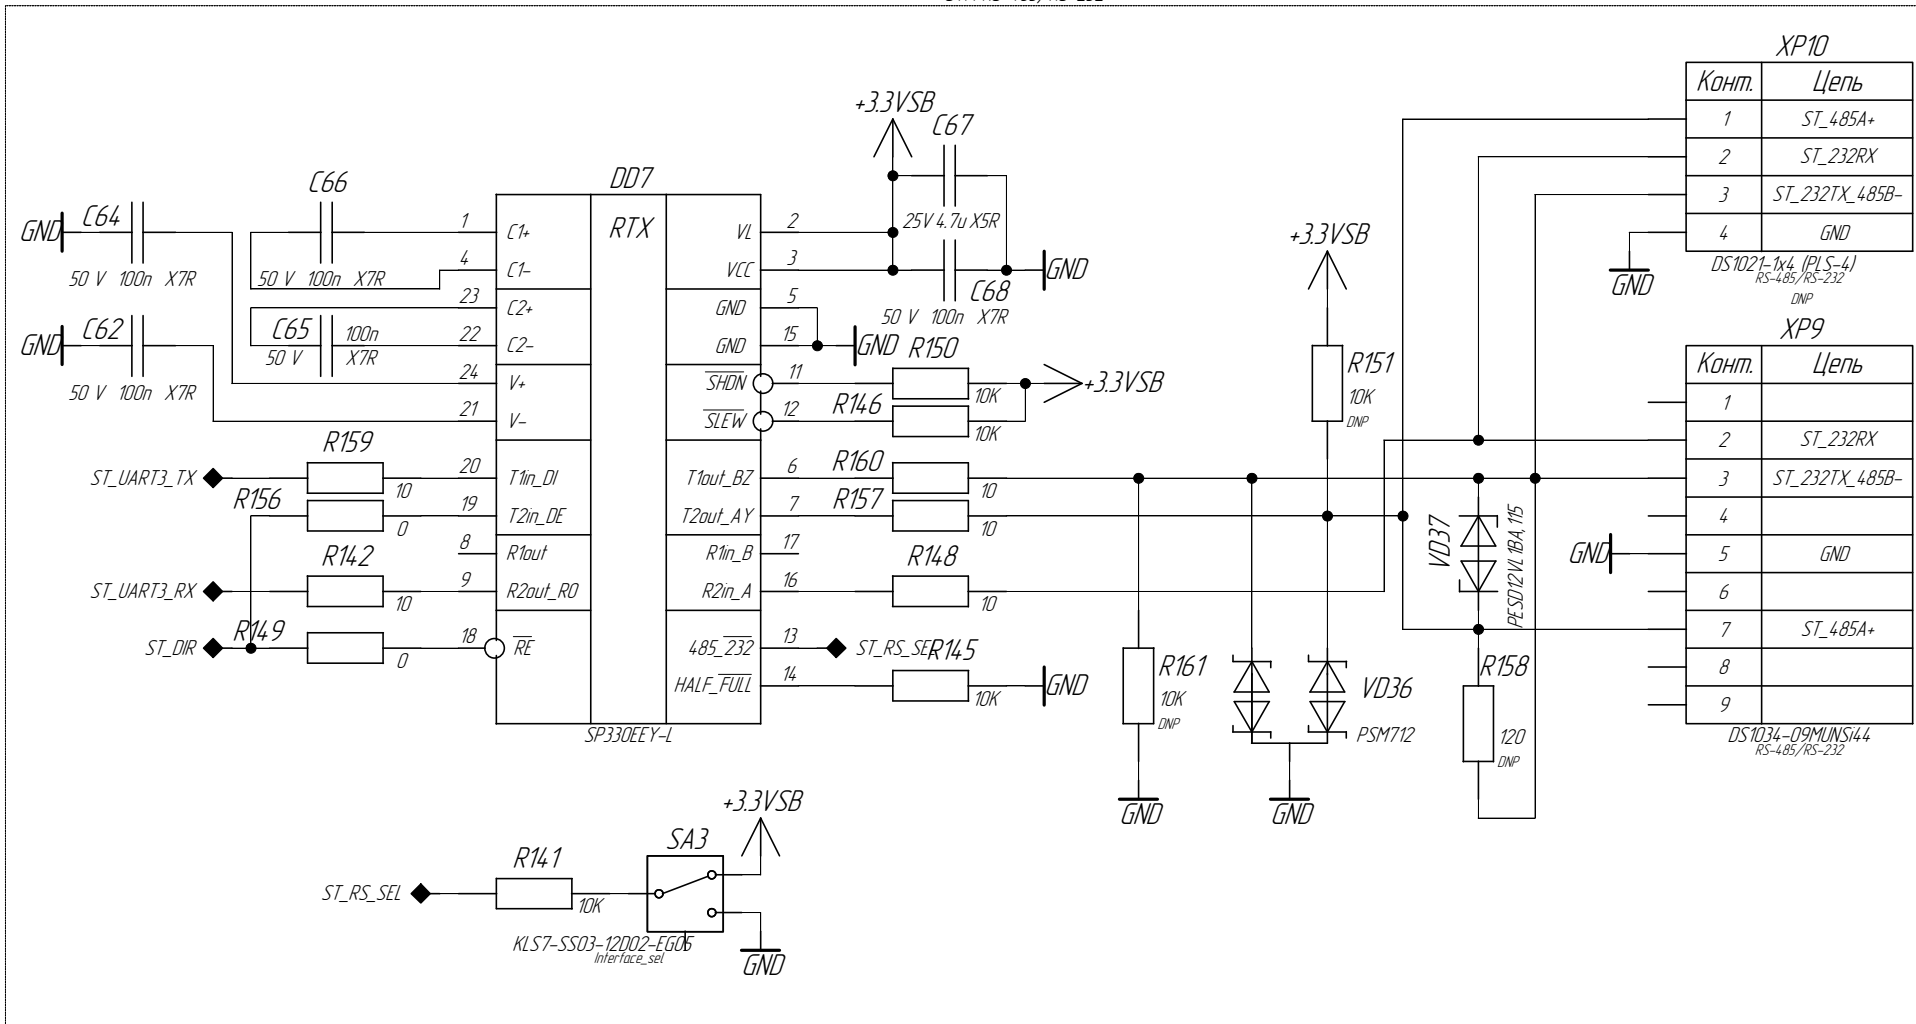 XP10
Конт. Цепь
1 ST_485A+
2 ST_232RX
3 ST_232TX_485B-
4 GND
DS1021-1x4 (PLS-4)
RS-485/RS-232
DNP
GND
XP9
Конт. Цепь
1
2 ST_232RX
3 ST_232TX_485B-
4
5 GND
6
7 ST_485A+
8
9
DS1034-09MUNSi44
RS-485/RS-232
GND
+3.3VSB
C67
25V 4.7u X5R
C68
50 V 100n X7R
GND
DD7
RTX
SP330EEY-L
GND
C64
50 V 100n X7R
C66
50 V 100n X7R
GND
C62
50 V 100n X7R
C65
50 V
100n
X7R
1 C1+
4 C1-
23 C2+
22 C2-
24 V+
21 V-
20 T1in_DI
19 T2in_DE
8 R1out
9 R2out_RO
18 RE
VL 2
VCC 3
GND 5
GND 15
SHDN 11
SLEW 12
T1out_BZ 6
T2out_AY 7
R1in_B 17
R2in_A 16
485_232 13
HALF_FULL 14
ST_UART3_TX
R159
10
R156
0
ST_UART3_RX
R142
10
ST_DIR
R149
0
GND
R150
10K
R146
10K
+3.3VSB
R160
10
R157
10
R148
10
ST_RS_SEL
R145
10K
GND
+3.3VSB
R151
10K
DNP
R161
10K
DNP
GND
VD36
PSM712
GND
VD37
PESD12VL1BA,115
R158
120
DNP
ST_RS_SEL
R141
10K
SA3
+3.3VSB
KLS7-SS03-12D02-EG05
Interface_sel
GND